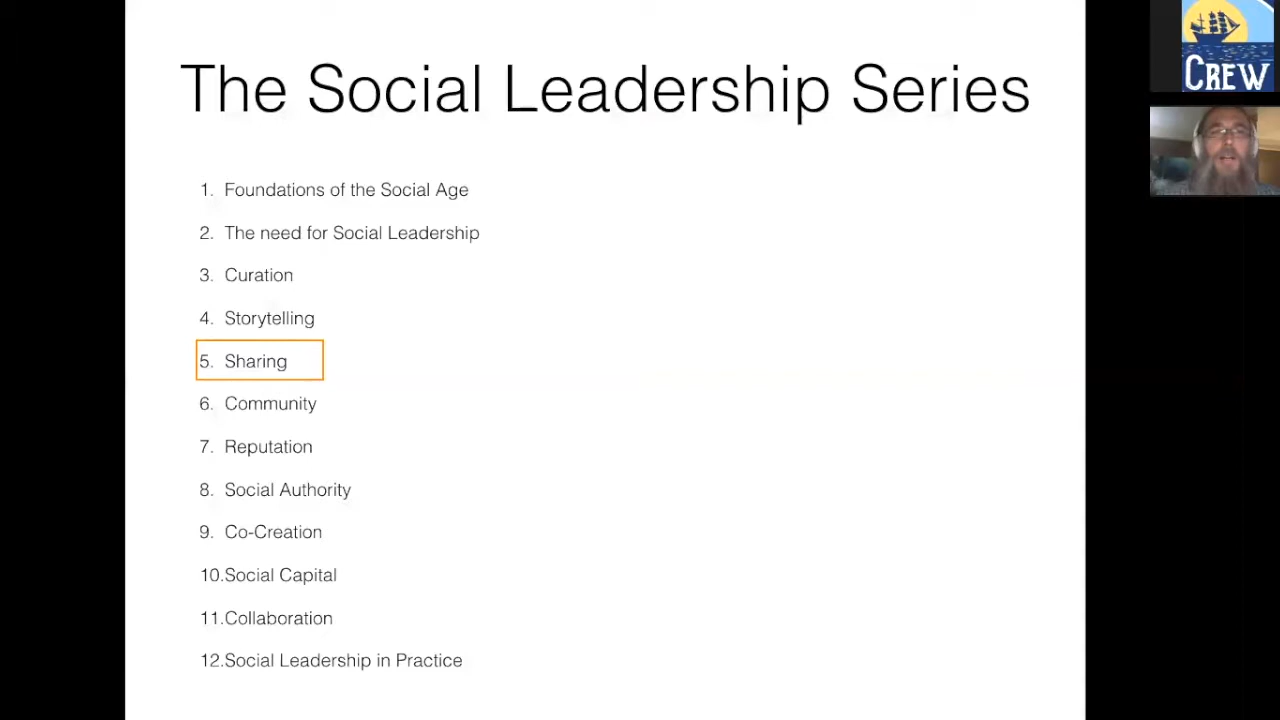 The Social Leadership Series
1. Foundations of the Social Age
2. The need for Social Leadership
3. Curation
4. Storytelling
5. Sharing
6. Community
7. Reputation
8. Social Authority
9. Co-Creation
10.Social Capital
11.Collaboration
12.Social Leadership in Practice
CREW